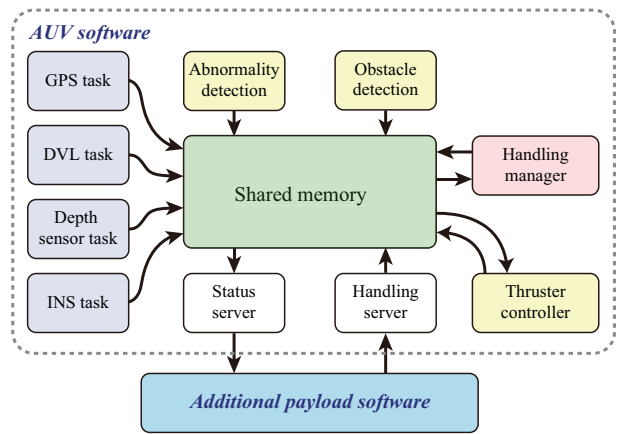 AUV software
GPS task
Abnormality
detection
Obstacle
detection
DVL task
Shared memory
Handling
manager
Depth
sensor task
INS task
Status
server
Handling
server
Thruster
controller
Additional payload software